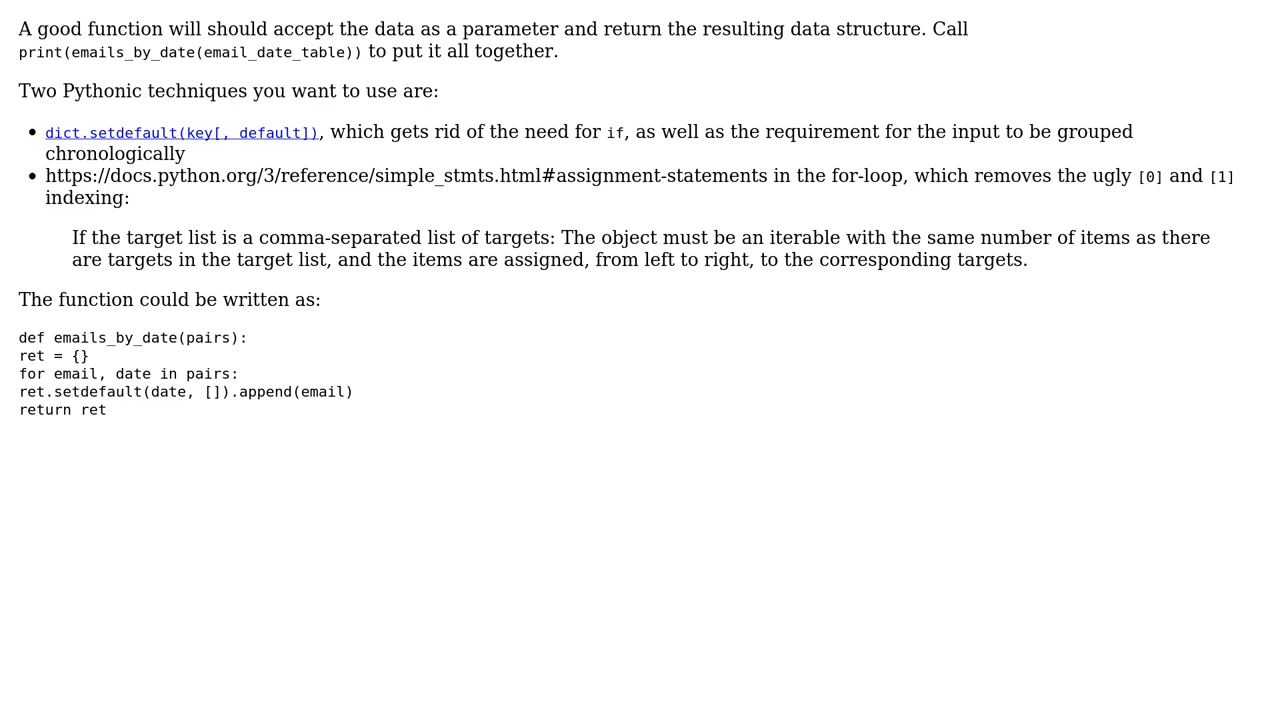 A good function will should accept the data as a parameter and return the resulting data structure. Call
print(emails_by_date(email_date_table)) to put it all together.
Two Pythonic techniques you want to use are:
• dict.setdefault(key[, default]), which gets rid of the need for if, as well as the requirement for the input to be grouped
chronologically
• https://docs.python.org/3/reference/simple_stmts.html#assignment-statements in the for-loop, which removes the ugly [0] and [1]
indexing:
If the target list is a comma-separated list of targets: The object must be an iterable with the same number of items as there
are targets in the target list, and the items are assigned, from left to right, to the corresponding targets.
The function could be written as:
def emails_by_date(pairs):
ret = {}
for email, date in pairs:
ret.setdefault(date, []).append(email)
return ret